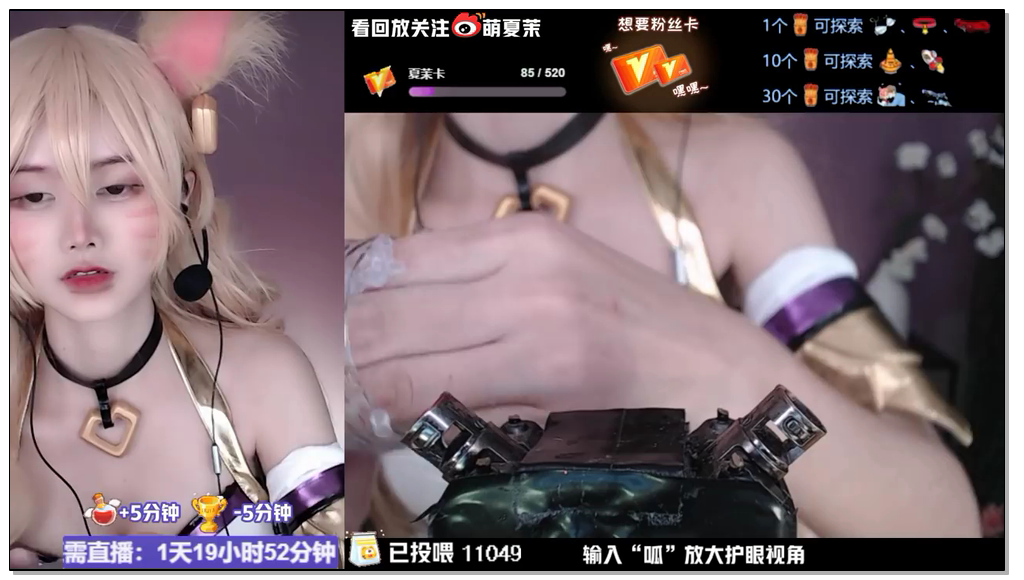 看回放关注 萌夏茉
夏茉卡 85 / 520
想要粉丝卡
嘿~
嘿嘿~
1个 可探索 、 、
10个 可探索 、
30个 可探索 、
+5分钟 -5分钟
需直播：1天19小时52分钟
已投喂 11049
输入“呱”放大护眼视角